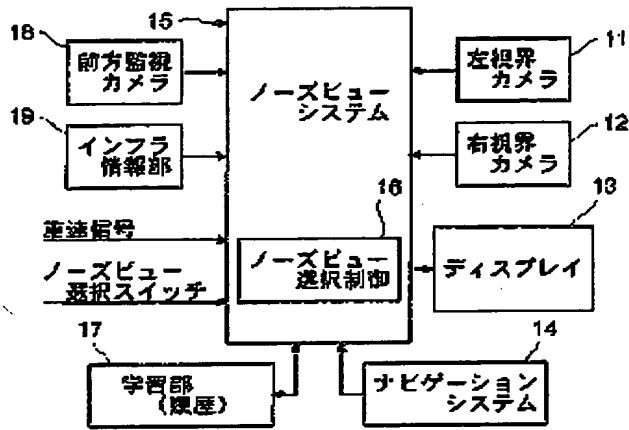 18
前方監視
カメラ
19
インフラ
情報部
車速信号
ノーズビュー
選択スイッチ
15
ノーズビュー
システム
16
ノーズビュー
選択制御
11
左視界
カメラ
12
右視界
カメラ
13
ディスプレイ
17
学習部
(履歴)
14
ナビゲーション
システム